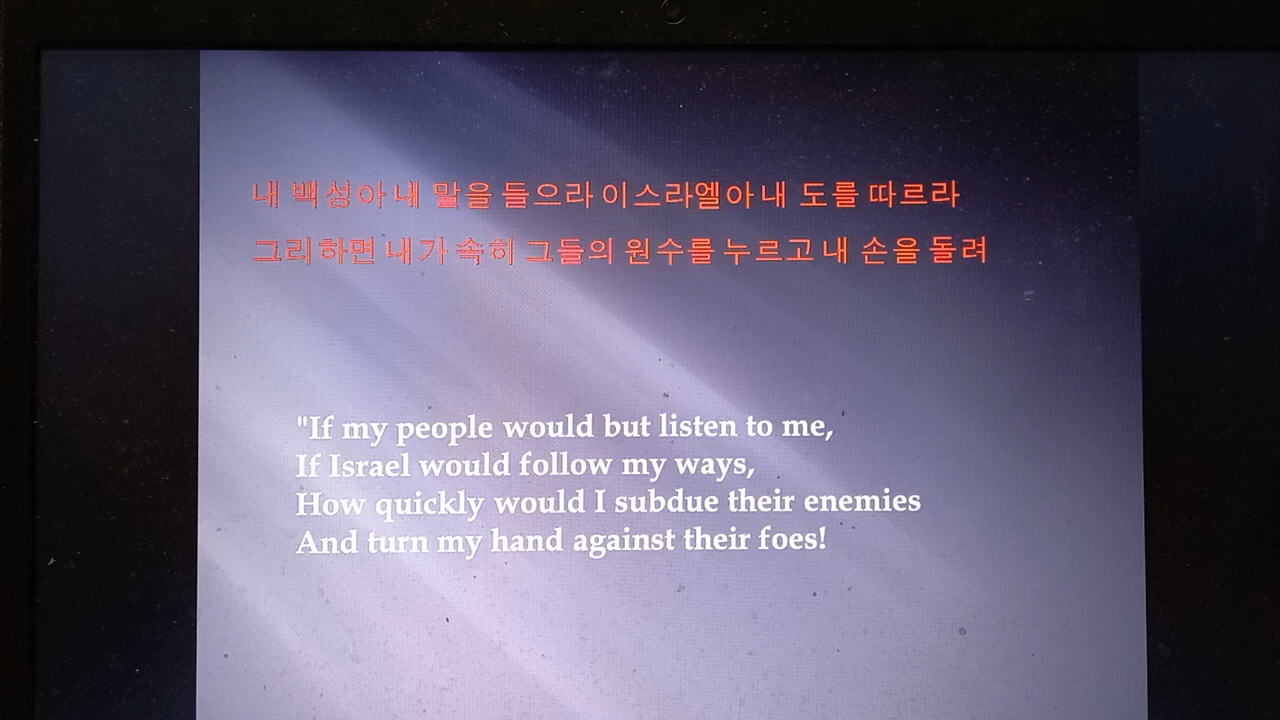 내 백성아 내 말을 들으라 이스라엘아 내 도를 따르라
그리하면 내가 속히 그들의 원수를 누르고 내 손을 돌려
"If my people would but listen to me,
If Israel would follow my ways,
How quickly would I subdue their enemies
And turn my hand against their foes!